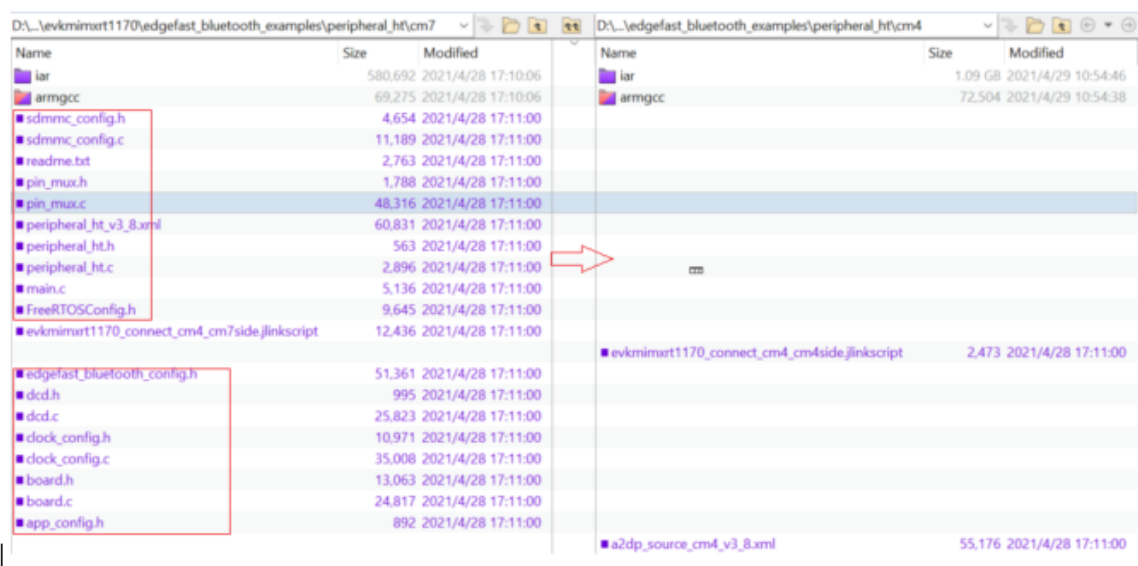 D:\...\evkmimxrt1170\edgefast_bluetooth_examples\peripheral_ht\cm7 D:\...\edgefast_bluetooth_examples\peripheral_ht\cm4
Name Size Modified Name Size Modified
iar 580,692 2021/4/28 17:10:06 iar 1.09 GB 2021/4/29 10:54:46
armgcc 69,275 2021/4/28 17:10:06 armgcc 72,504 2021/4/29 10:54:38
sdmmc_config.h 4,654 2021/4/28 17:11:00
sdmmc_config.c 11,189 2021/4/28 17:11:00
readme.txt 2,763 2021/4/28 17:11:00
pin_mux.h 1,788 2021/4/28 17:11:00
pin_mux.c 48,316 2021/4/28 17:11:00
peripheral_ht_v3_8.xml 60,831 2021/4/28 17:11:00
peripheral_ht.h 563 2021/4/28 17:11:00
peripheral_ht.c 2,896 2021/4/28 17:11:00
main.c 5,136 2021/4/28 17:11:00
FreeRTOSConfig.h 9,645 2021/4/28 17:11:00
evkmimxrt1170_connect_cm4_cm7side.jlinkscript 12,436 2021/4/28 17:11:00
evkmimxrt1170_connect_cm4_cm4side.jlinkscript 2,473 2021/4/28 17:11:00
edgefast_bluetooth_config.h 51,361 2021/4/28 17:11:00
dcd.h 995 2021/4/28 17:11:00
dcd.c 25,823 2021/4/28 17:11:00
clock_config.h 10,971 2021/4/28 17:11:00
clock_config.c 35,008 2021/4/28 17:11:00
board.h 13,063 2021/4/28 17:11:00
board.c 24,817 2021/4/28 17:11:00
app_config.h 892 2021/4/28 17:11:00
a2dp_source_cm4_v3_8.xml 55,176 2021/4/28 17:11:00